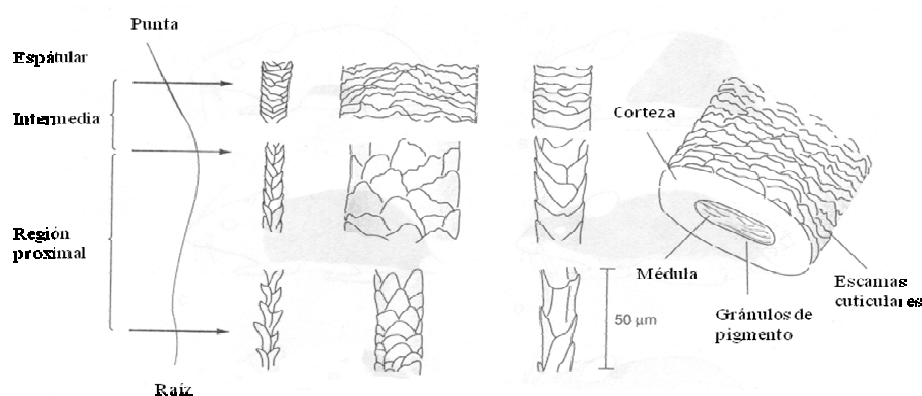 Punta
Espátular
Intermedia
Región
proximal
Raíz
50 µm
Corteza
Médula
Gránulos de
pigmento
Escamas
cuticulares